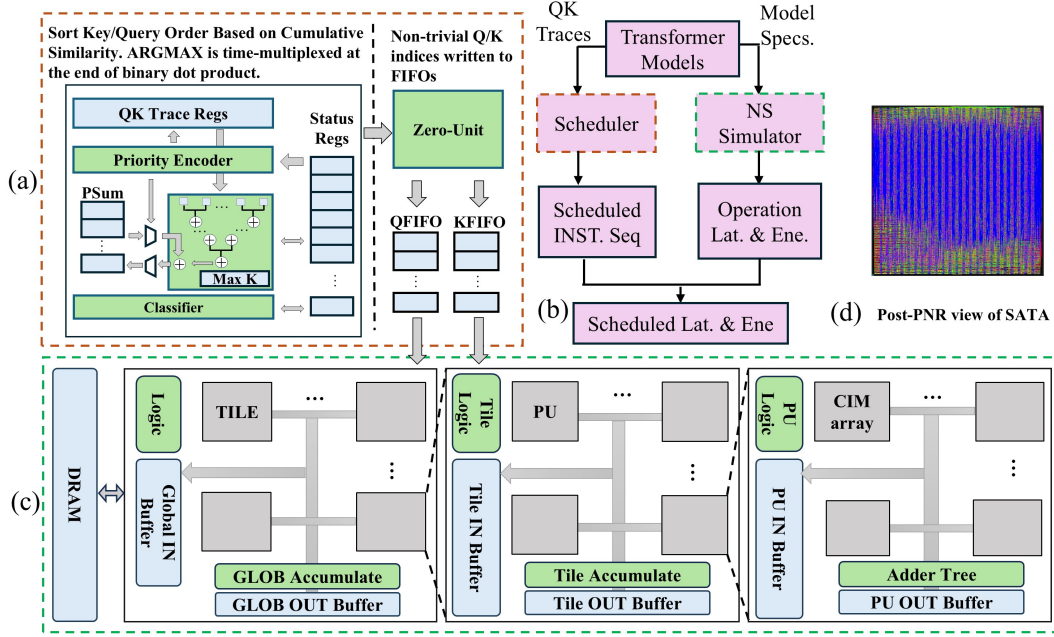 (a)
Sort Key/Query Order Based on Cumulative
Similarity. ARGMAX is time-multiplexed at
the end of binary dot product.
QK Trace Regs
Priority Encoder
PSum
Max K
Classifier
Status
Regs
Non-trivial Q/K
indices written to
FIFOs
Zero-Unit
QFIFO
KFIFO
(b)
QK
Traces
Model
Specs.
Transformer
Models
Scheduler
NS
Simulator
Scheduled
INST. Seq
Operation
Lat. & Ene.
Scheduled Lat. & Ene
(d)
Post-PNR view of SATA
(c)
DRAM
Logic
Global IN
Buffer
TILE
...
GLOB Accumulate
GLOB OUT Buffer
Tile
Logic
Tile IN Buffer
PU
...
Tile Accumulate
Tile OUT Buffer
PU
Logic
PU IN Buffer
CIM
array
...
Adder Tree
PU OUT Buffer